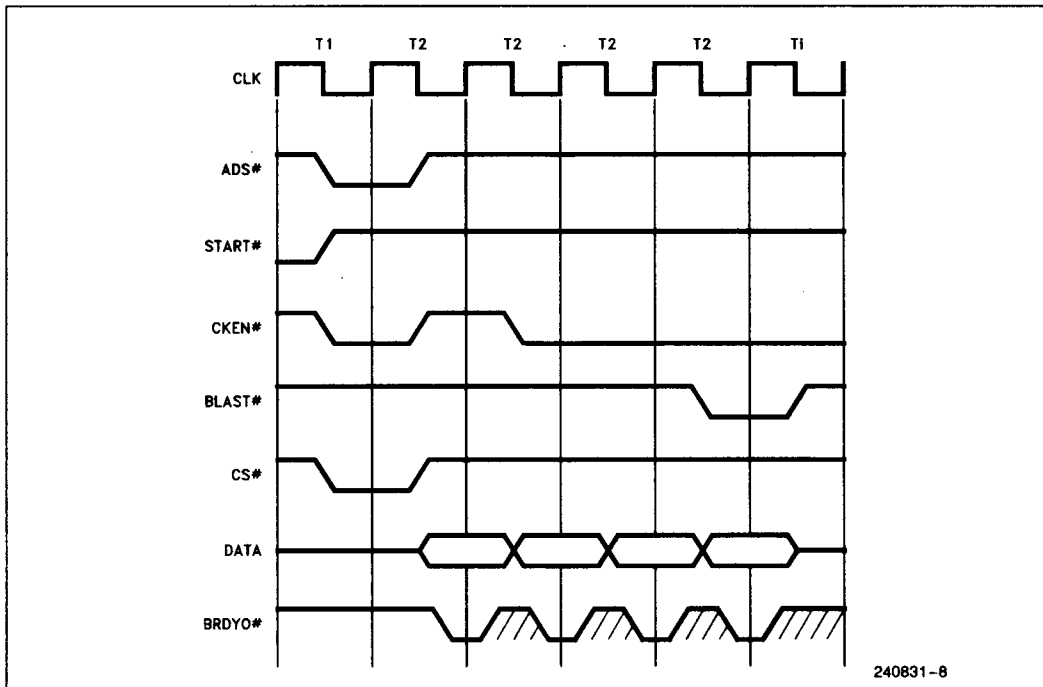 T1 T2 T2 T2 T2 Ti
CLK
ADS#
START#
CKEN#
BLAST#
CS#
DATA
BRDYO#
240831-8